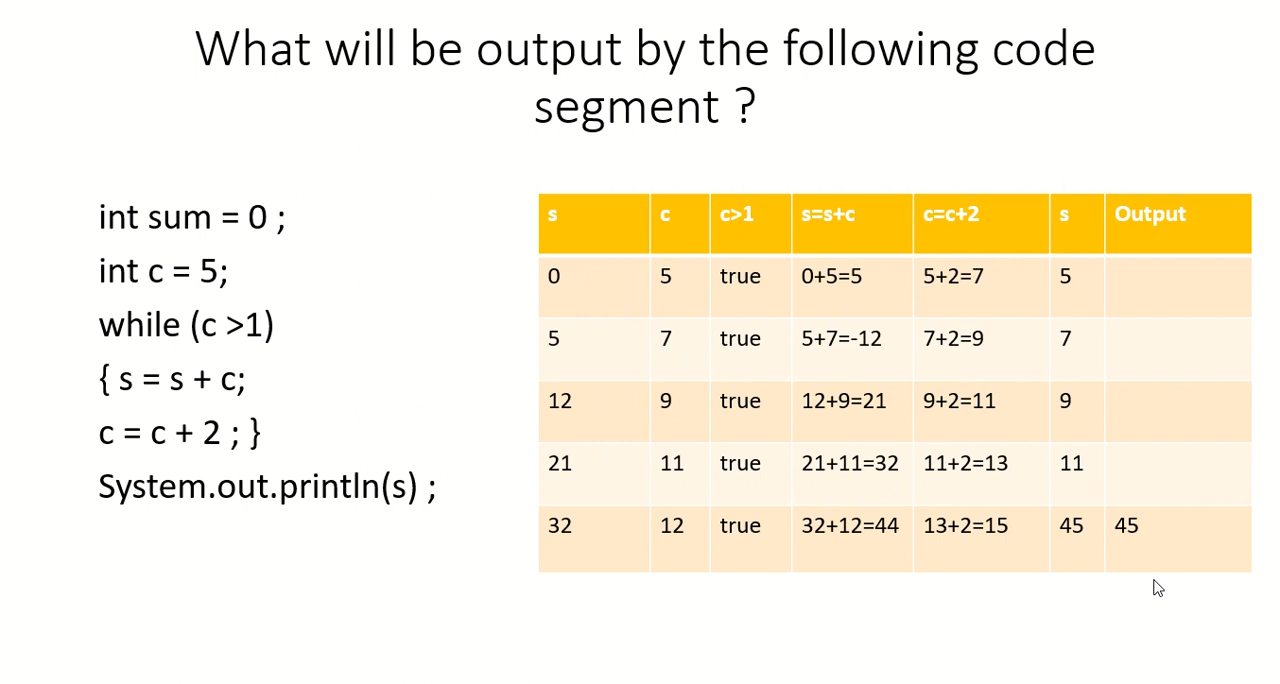 What will be output by the following code
segment ?
int sum = 0 ;
int c = 5;
while (c >1)
{ s = s + c;
c = c + 2 ; }
System.out.println(s) ;
s c c>1 s=s+c c=c+2 s Output
0 5 true 0+5=5 5+2=7 5
5 7 true 5+7=-12 7+2=9 7
12 9 true 12+9=21 9+2=11 9
21 11 true 21+11=32 11+2=13 11
32 12 true 32+12=44 13+2=15 45 45